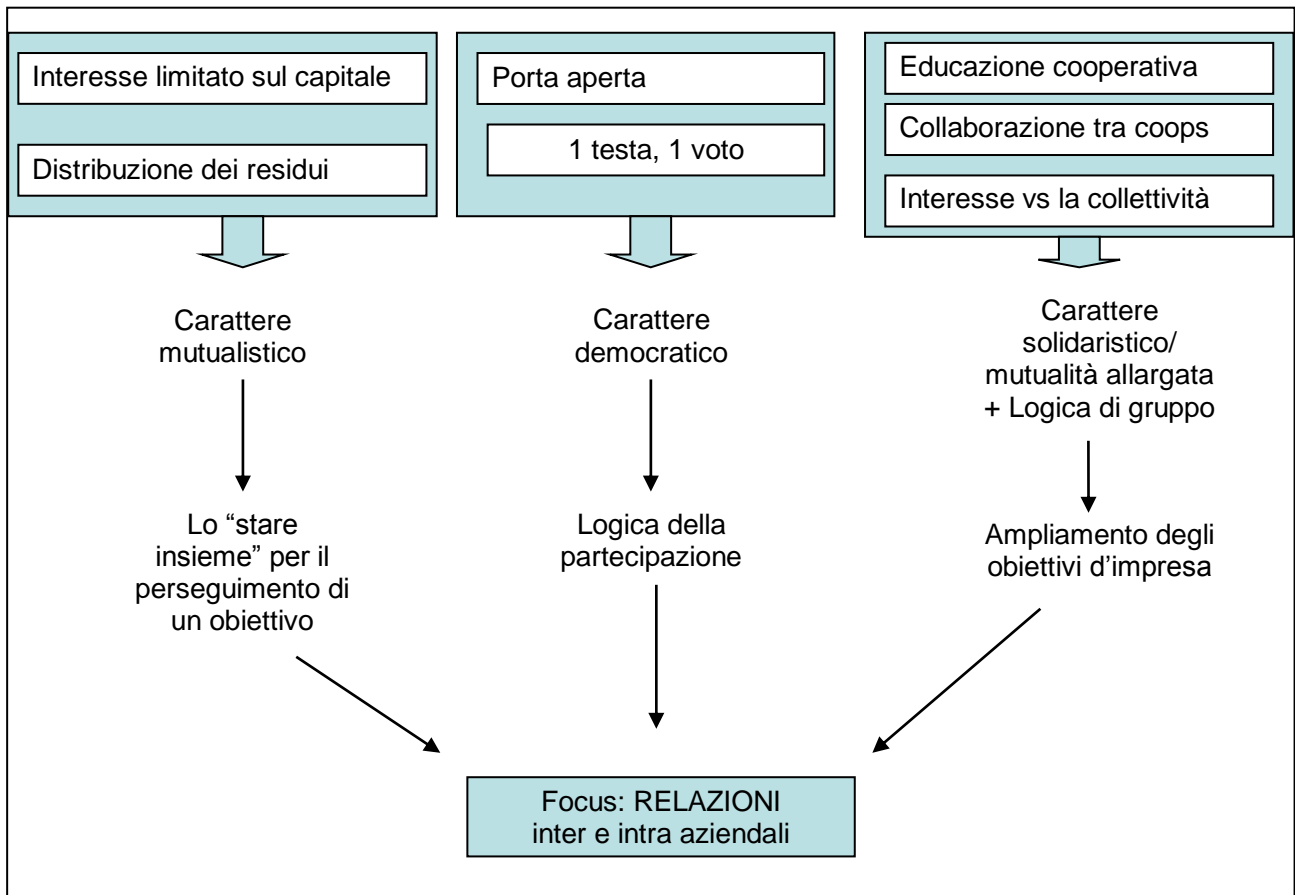 Interesse limitato sul capitale
Distribuzione dei residui
Porta aperta
1 testa, 1 voto
Educazione cooperativa
Collaborazione tra coops
Interesse vs la collettività
Carattere
mutualistico
Carattere
democratico
Carattere
solidaristico/
mutualità allargata
+ Logica di gruppo
Lo “stare
insieme” per il
perseguimento di
un obiettivo
Logica della
partecipazione
Ampliamento degli
obiettivi d’impresa
Focus: RELAZIONI
inter e intra aziendali